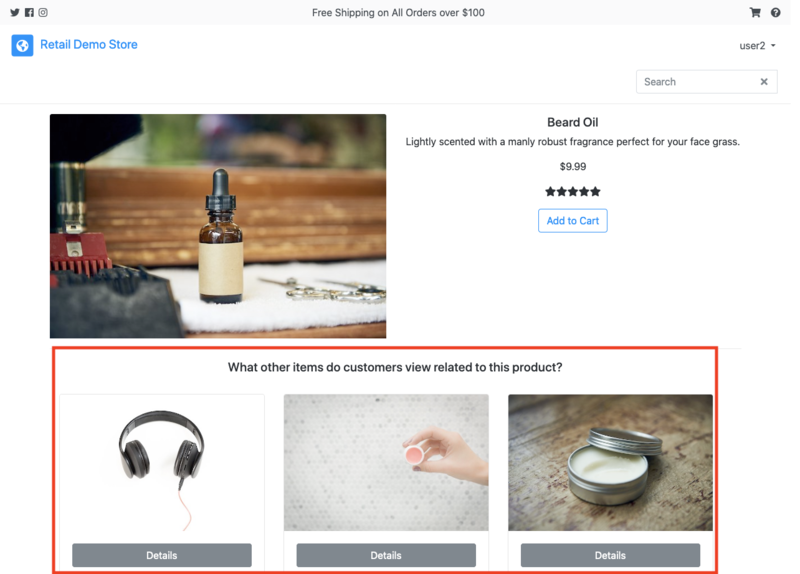 Free Shipping on All Orders over $100
Retail Demo Store
user2
Search
Beard Oil
Lightly scented with a manly robust fragrance perfect for your face grass.
$9.99
Add to Cart
What other items do customers view related to this product?
Details
Details
Details